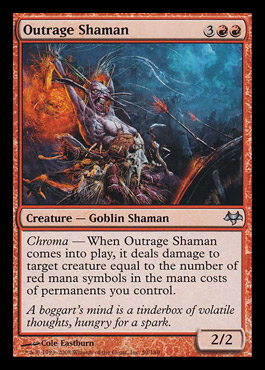 Outrage Shaman 3
Creature — Goblin Shaman
Chroma — When Outrage Shaman
comes into play, it deals damage to
target creature equal to the number of
red mana symbols in the mana costs
of permanents you control.
A boggart's mind is a tinderbox of volatile
thoughts, hungry for a spark.
Cole Eastburn
2/2